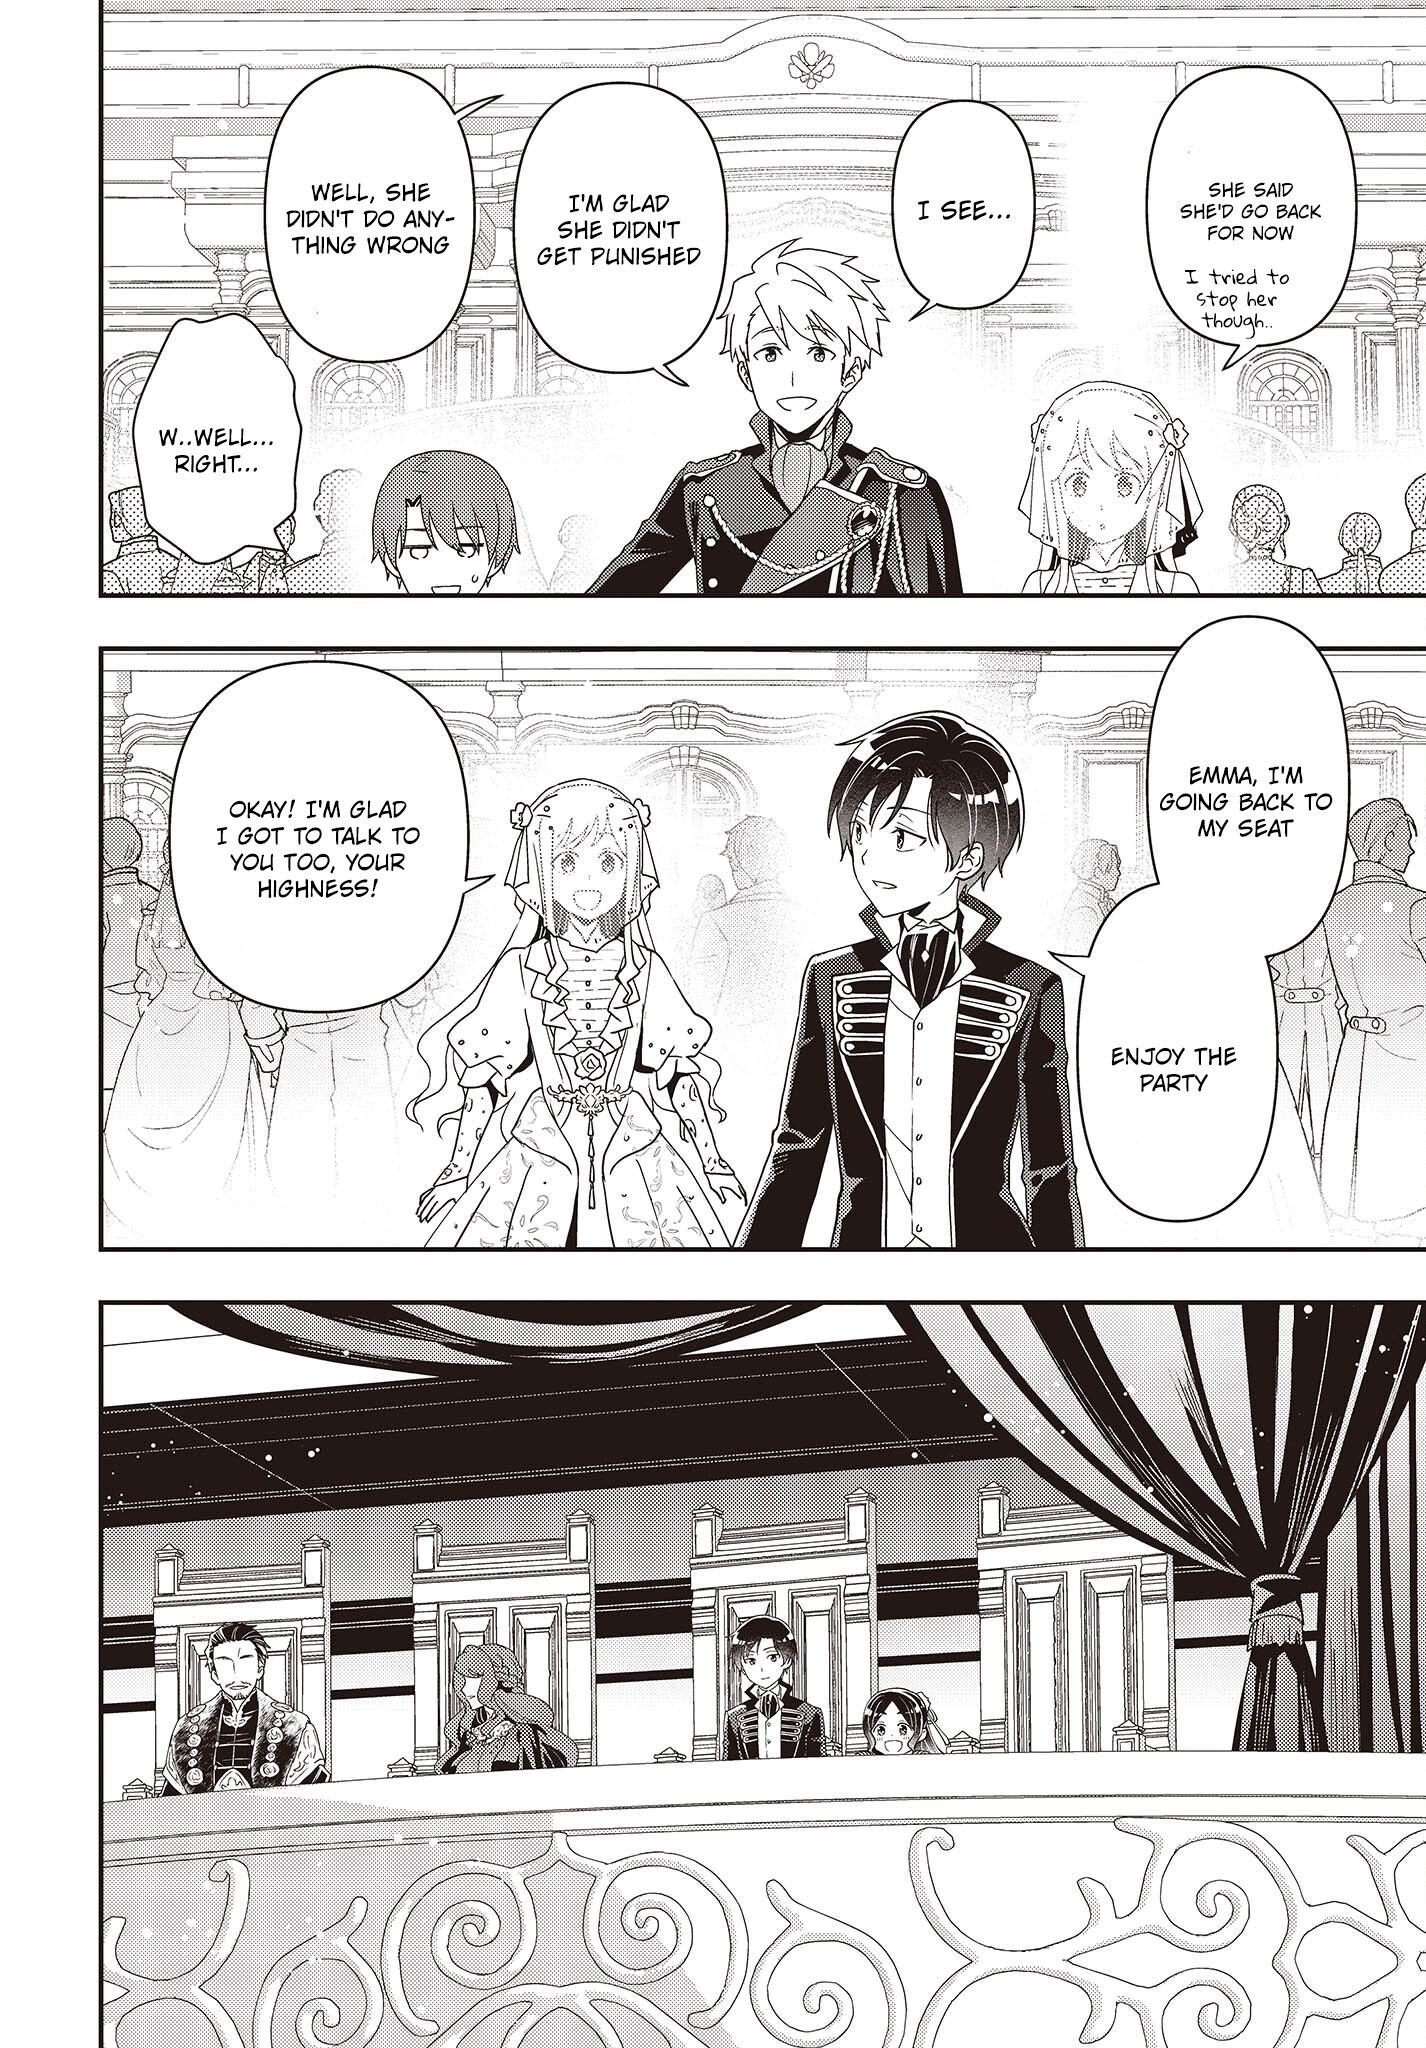 SHE SAID
SHE'D GO BACK
FOR NOW
I tried to
stop her
though..
I SEE...
I'M GLAD
SHE DIDN'T
GET PUNISHED
WELL, SHE
DIDN'T DO ANY-
THING WRONG
W..WELL...
RIGHT...
EMMA, I'M
GOING BACK TO
MY SEAT
ENJOY THE
PARTY
OKAY! I'M GLAD
I GOT TO TALK TO
YOU TOO, YOUR
HIGHNESS!